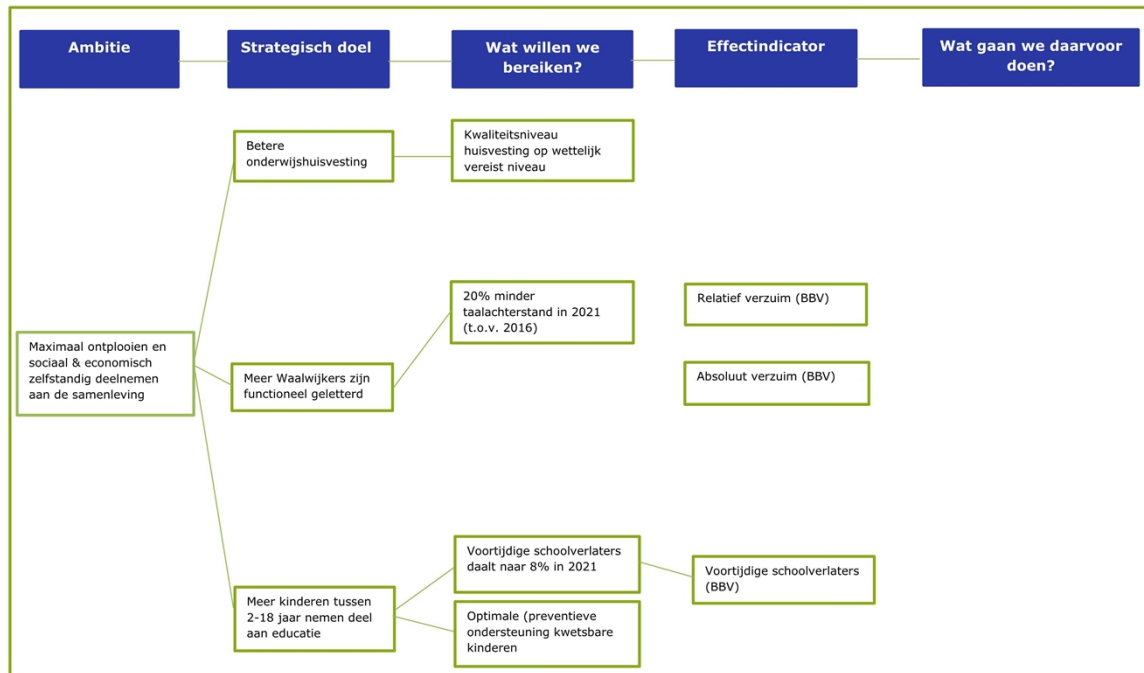 Ambitie
Strategisch doel
Wat willen we
bereiken?
Effectindicator
Wat gaan we daarvoor
doen?
Betere
onderwijshuisvesting
Kwaliteitsniveau
huisvesting op wettelijk
vereist niveau
Maximaal ontplooien en
sociaal & economisch
zelfstandig deelnemen
aan de samenleving
Meer Waalwijkers zijn
functioneel geletterd
20% minder
taalachterstand in 2021
(t.o.v. 2016)
Relatief verzuim (BBV)
Absoluut verzuim (BBV)
Meer kinderen tussen
2-18 jaar nemen deel
aan educatie
Voortijdige schoolverlaters
daalt naar 8% in 2021
Voortijdige schoolverlaters
(BBV)
Optimale (preventieve
ondersteuning kwetsbare
kinderen